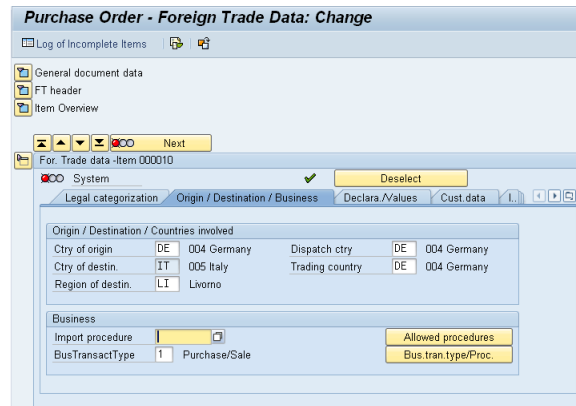 Purchase Order - Foreign Trade Data: Change
Log of Incomplete Items
General document data
FT header
Item Overview
Next
For. Trade data -Item 000010
System Deselect
Legal categorization Origin / Destination / Business Declara./Values Cust.data I..
Origin / Destination / Countries involved
Ctry of origin DE 004 Germany Dispatch ctry DE 004 Germany
Ctry of destin. IT 005 Italy Trading country DE 004 Germany
Region of destin. LI Livorno
Business
Import procedure Allowed procedures
BusTransactType 1 Purchase/Sale Bus.tran.type/Proc.